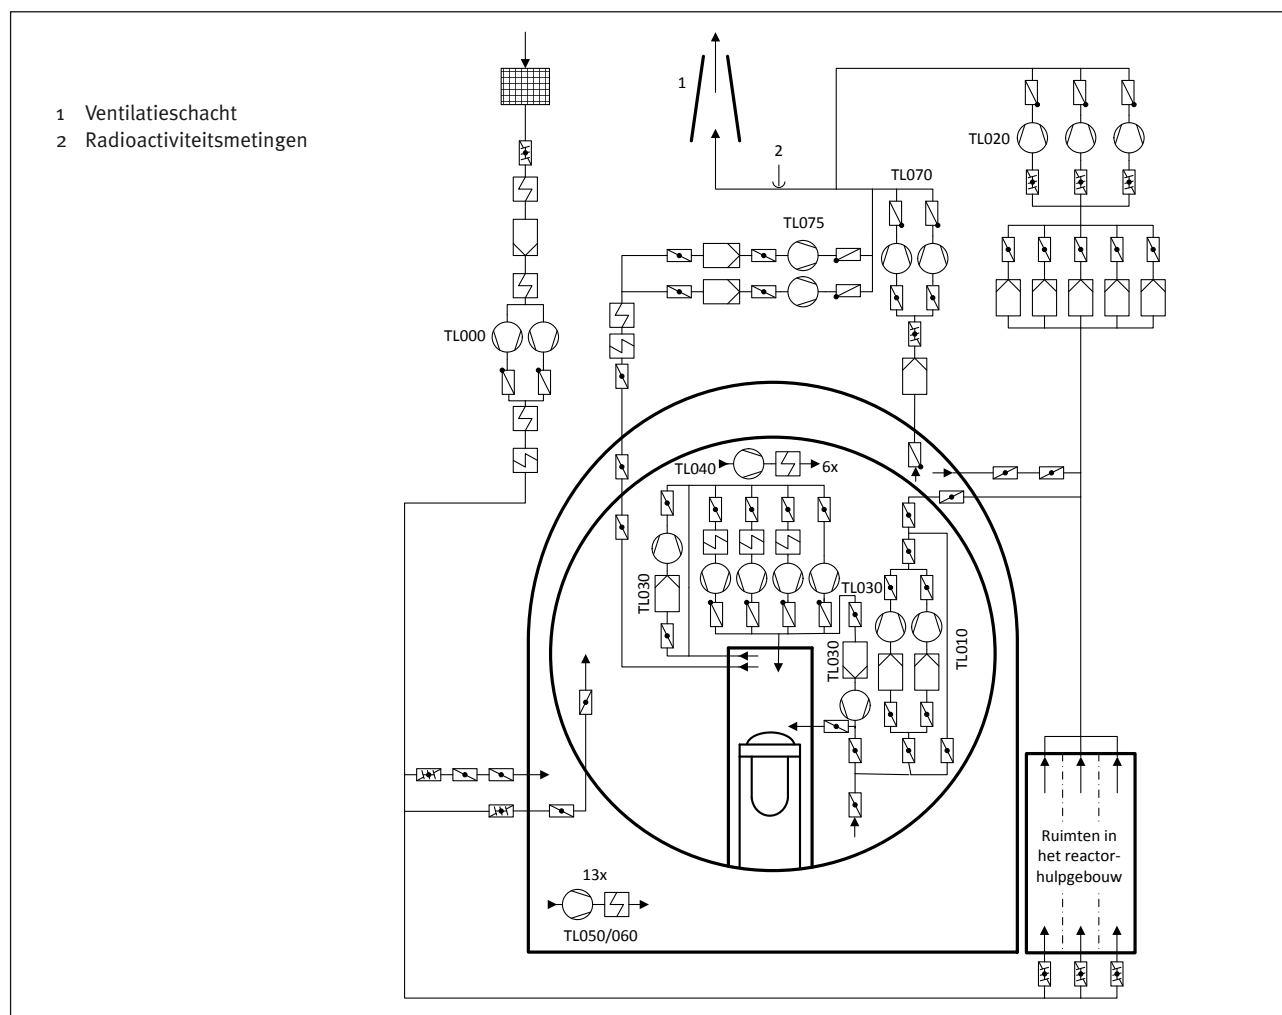 1 Ventilatieschacht
2 Radioactiviteitsmetingen
1
2
TL020
TL070
TL075
TL000
TL040
6x
TL030
TL030
TL030
TL010
13x
TL050/060
Ruimten in
het reactor-
hulpgebouw